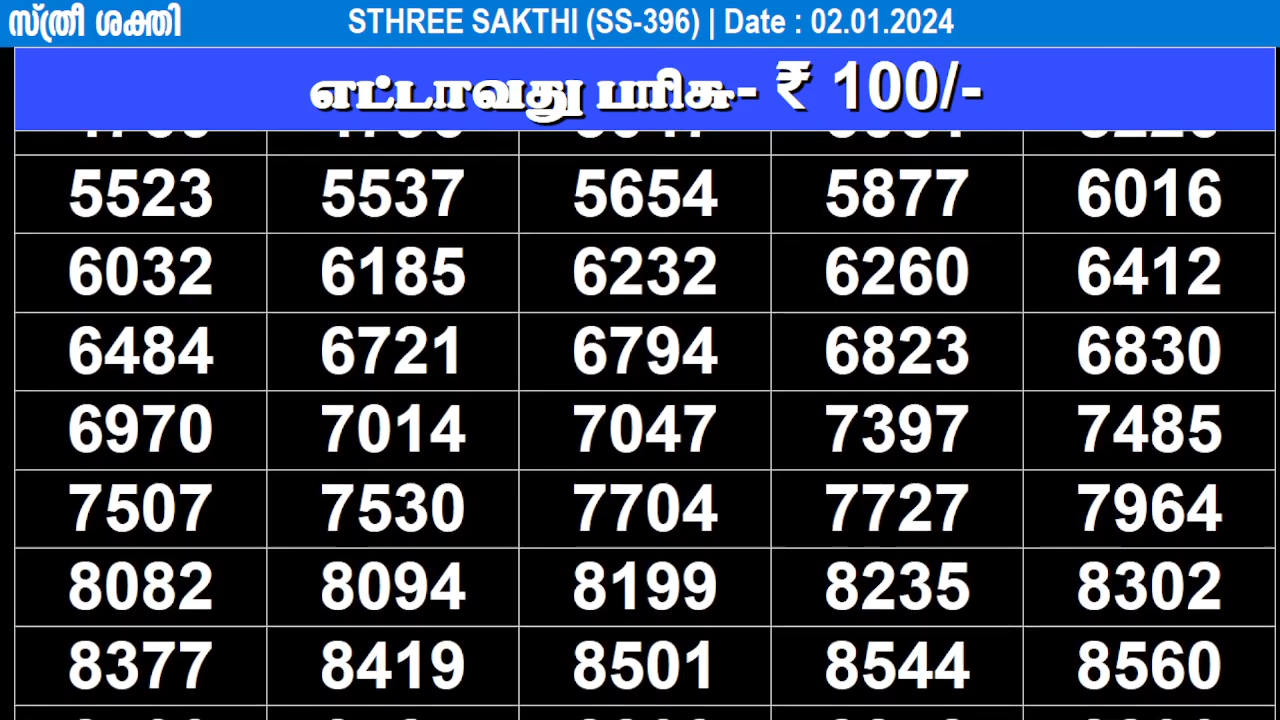 സ്ത്രീ ശക്തി STHREE SAKTHI (SS-396) | Date : 02.01.2024
எட்டாவது பரிசு- ₹ 100/-
5523 5537 5654 5877 6016
6032 6185 6232 6260 6412
6484 6721 6794 6823 6830
6970 7014 7047 7397 7485
7507 7530 7704 7727 7964
8082 8094 8199 8235 8302
8377 8419 8501 8544 8560